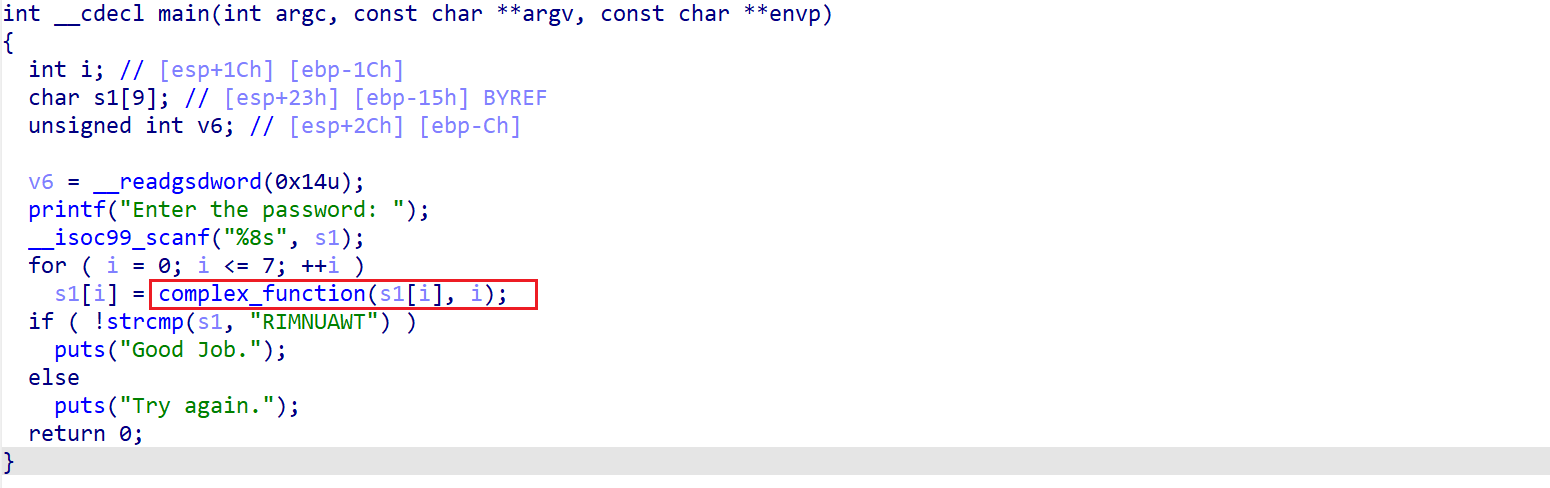 int __cdecl main(int argc, const char **argv, const char **envp)
{
  int i; // [esp+1Ch] [ebp-1Ch]
  char s1[9]; // [esp+23h] [ebp-15h] BYREF
  unsigned int v6; // [esp+2Ch] [ebp-Ch]

  v6 = __readgsdword(0x14u);
  printf("Enter the password: ");
  __isoc99_scanf("%8s", s1);
  for ( i = 0; i <= 7; ++i )
    s1[i] = complex_function(s1[i], i);
  if ( !strcmp(s1, "RIMNUAWT") )
    puts("Good Job.");
  else
    puts("Try again.");
  return 0;
}